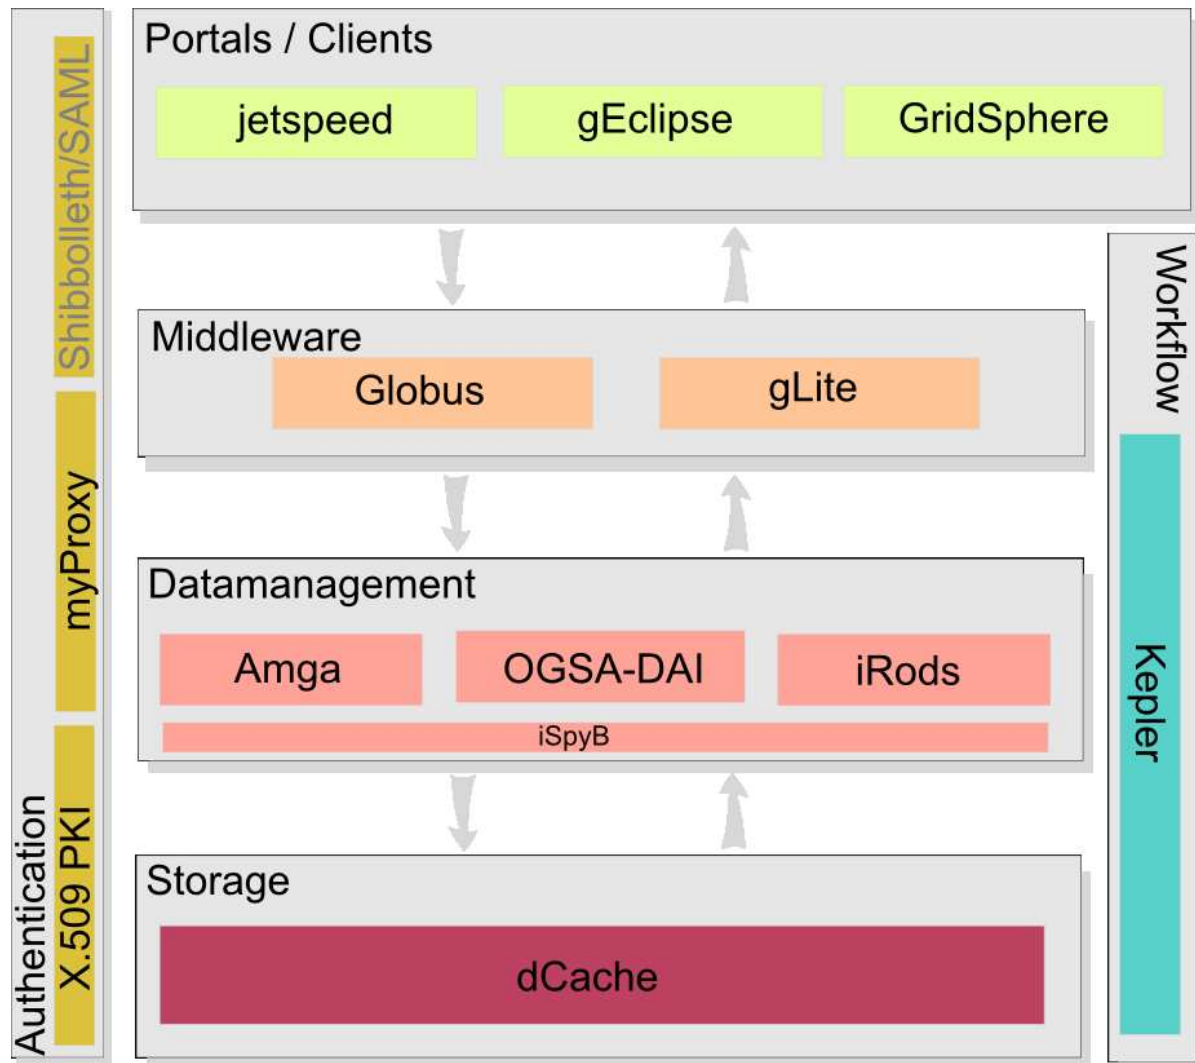 Portals / Clients
jetspeed
gEclipse
GridSphere
Middleware
Globus
gLite
Datamanagement
Amga
OGSA-DAI
iRods
iSpyB
Storage
dCache
Authentication
Shibbolleth/SAML
myProxy
X.509 PKI
Workflow
Kepler